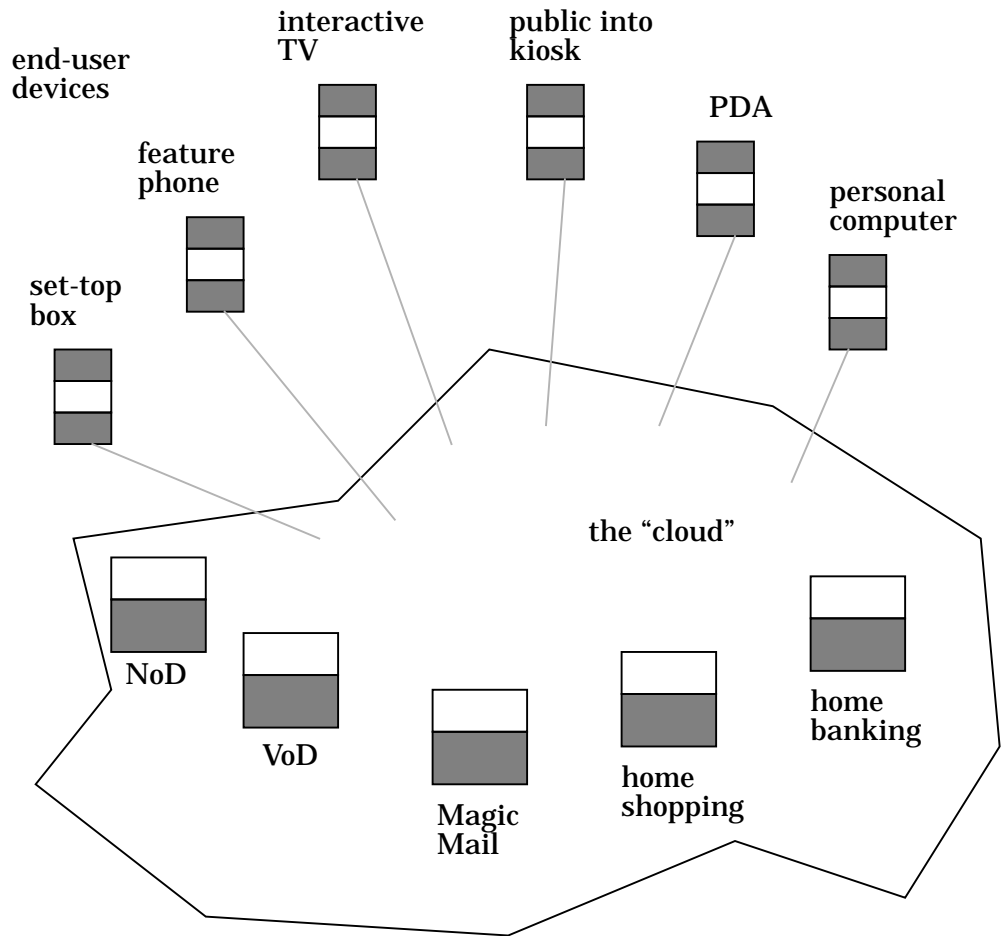 end-user
devices
interactive
TV
public into
kiosk
PDA
feature
phone
personal
computer
set-top
box
the “cloud”
NoD
VoD
Magic
Mail
home
shopping
home
banking